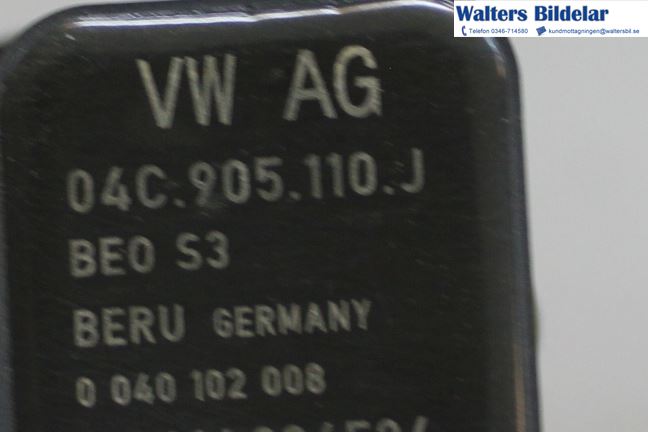 Walters Bildelar
Telefon 0346-714580 kundmottagningen@waltersbil.se
VW AG
04C.905.110.J
BEO S3
BERU GERMANY
0 040 102 008